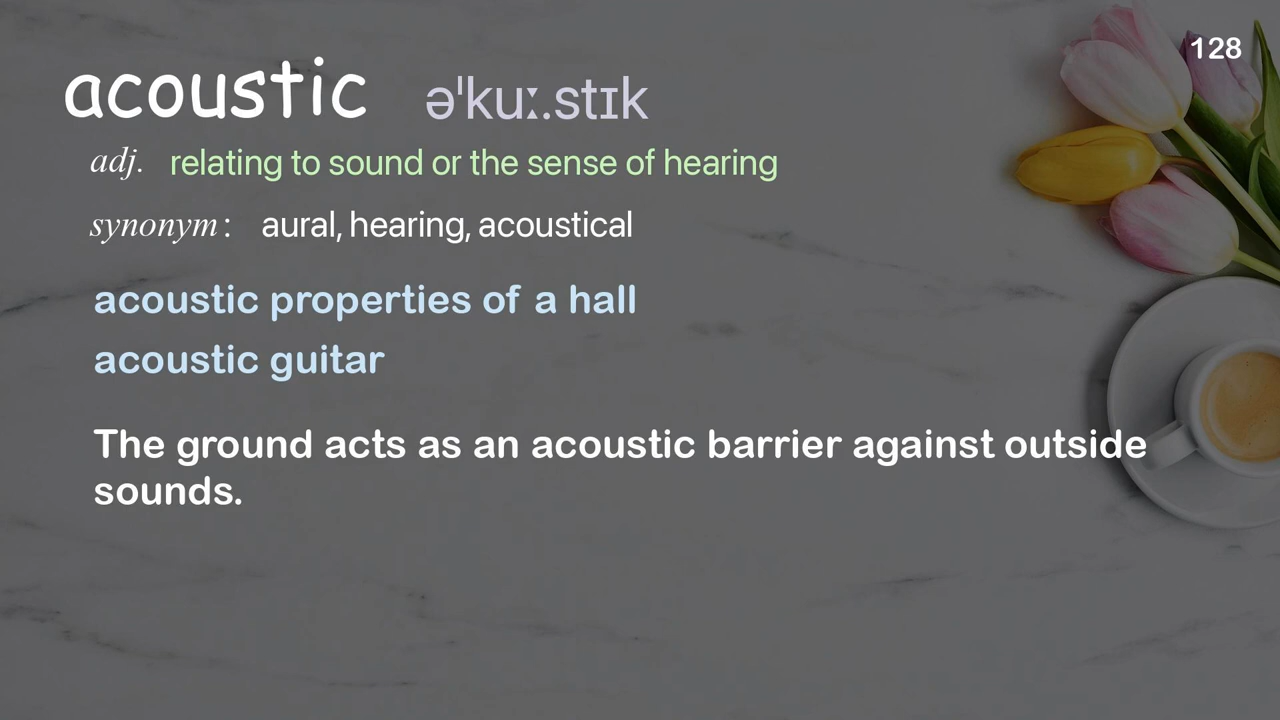 128
acoustic əˈkuː.stɪk
adj. relating to sound or the sense of hearing
synonym: aural, hearing, acoustical
acoustic properties of a hall
acoustic guitar
The ground acts as an acoustic barrier against outside
sounds.